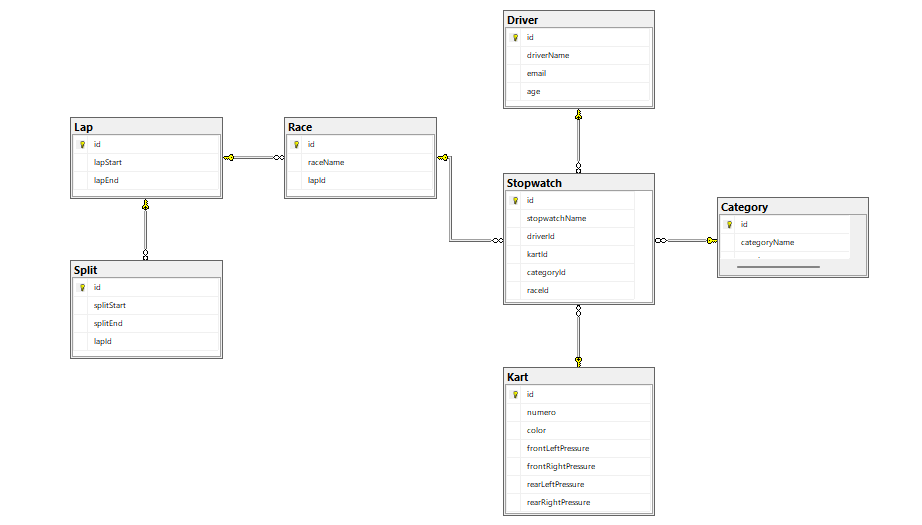 Driver
id
driverName
email
age
Lap
id
lapStart
lapEnd
Race
id
raceName
lapId
Stopwatch
id
stopwatchName
driverId
kartId
categoryId
raceId
Category
id
categoryName
Split
id
splitStart
splitEnd
lapId
Kart
id
numero
color
frontLeftPressure
frontRightPressure
rearLeftPressure
rearRightPressure